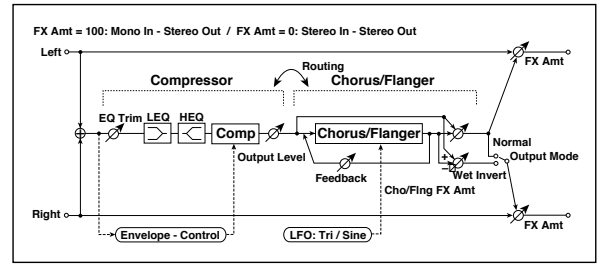 FX Amt = 100: Mono In - Stereo Out / FX Amt = 0: Stereo In - Stereo Out
Left
FX Amt
Routing
Compressor
Chorus/Flanger
EQ Trim
LEQ
HEQ
Comp
Output Level
Chorus/Flanger
Feedback
+
−
Wet Invert
Normal
Output Mode
Cho/Flng FX Amt
Right
FX Amt
Envelope - Control
LFO: Tri / Sine